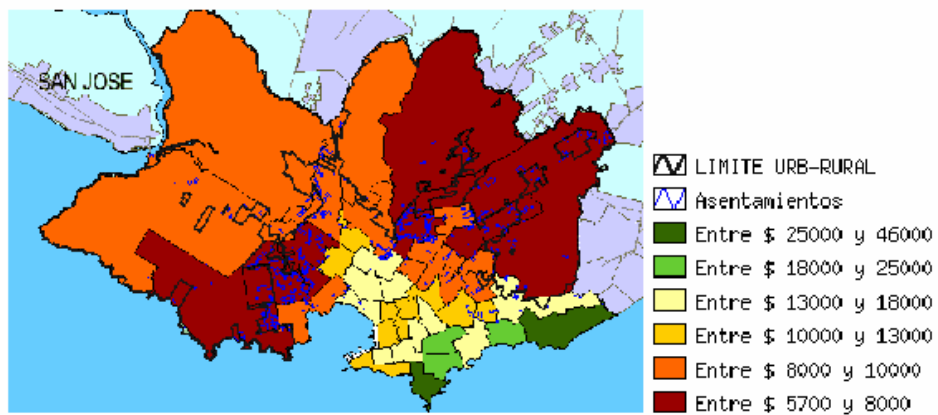 SAN JOSE
LIMITE URB-RURAL
Asentamientos
Entre $ 25000 y 46000
Entre $ 18000 y 25000
Entre $ 13000 y 18000
Entre $ 10000 y 13000
Entre $ 8000 y 10000
Entre $ 5700 y 8000